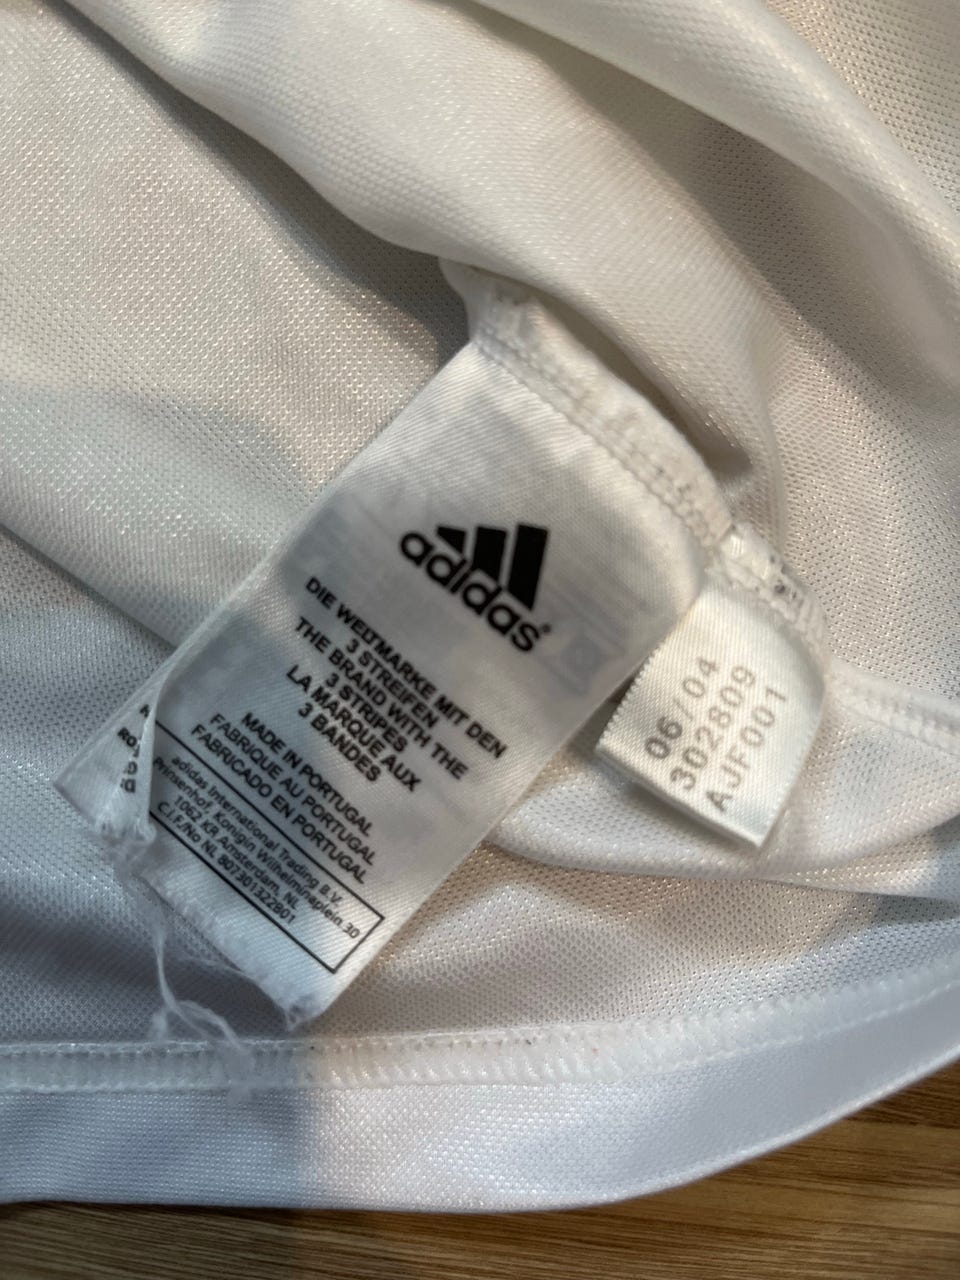 adidas®
DIE WELTMARKE MIT DEN
3 STREIFEN
THE BRAND WITH THE
3 STRIPES
LA MARQUE AUX
3 BANDES
MADE IN PORTUGAL
FABRIQUE AU PORTUGAL
FABRICADO EN PORTUGAL
adidas International Trading B.V.
Prinsenhof, Konigin Wilhelminaplein 30
1062 KR Amsterdam, NL
C.I.F./No NL 807301322B01
06/04
3028809
AJF001